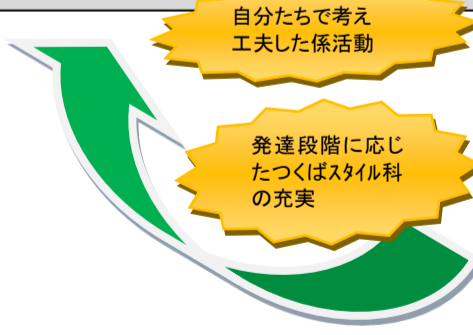 自分たちで考え
工夫した係活動
発達段階に応じ
たつくばスタイル科
の充実